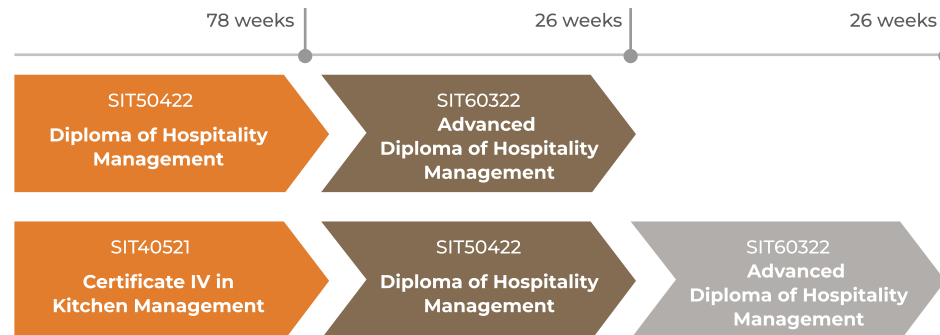 78 weeks
26 weeks
26 weeks
SIT50422
Diploma of Hospitality
Management
SIT60322
Advanced
Diploma of Hospitality
Management
SIT40521
Certificate IV in
Kitchen Management
SIT50422
Diploma of Hospitality
Management
SIT60322
Advanced
Diploma of Hospitality
Management